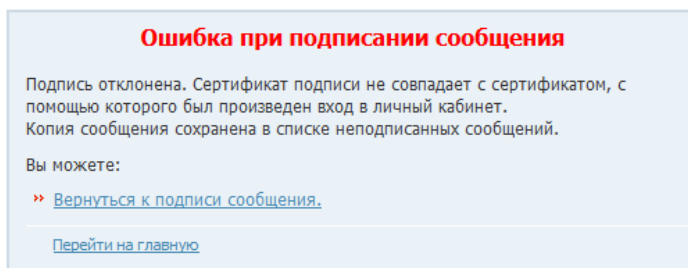 Ошибка при подписании сообщения
Подпись отклонена. Сертификат подписи не совпадает с сертификатом, с
помощью которого был произведен вход в личный кабинет.
Копия сообщения сохранена в списке неподписанных сообщений.
Вы можете:
Вернуться к подписи сообщения.
Перейти на главную